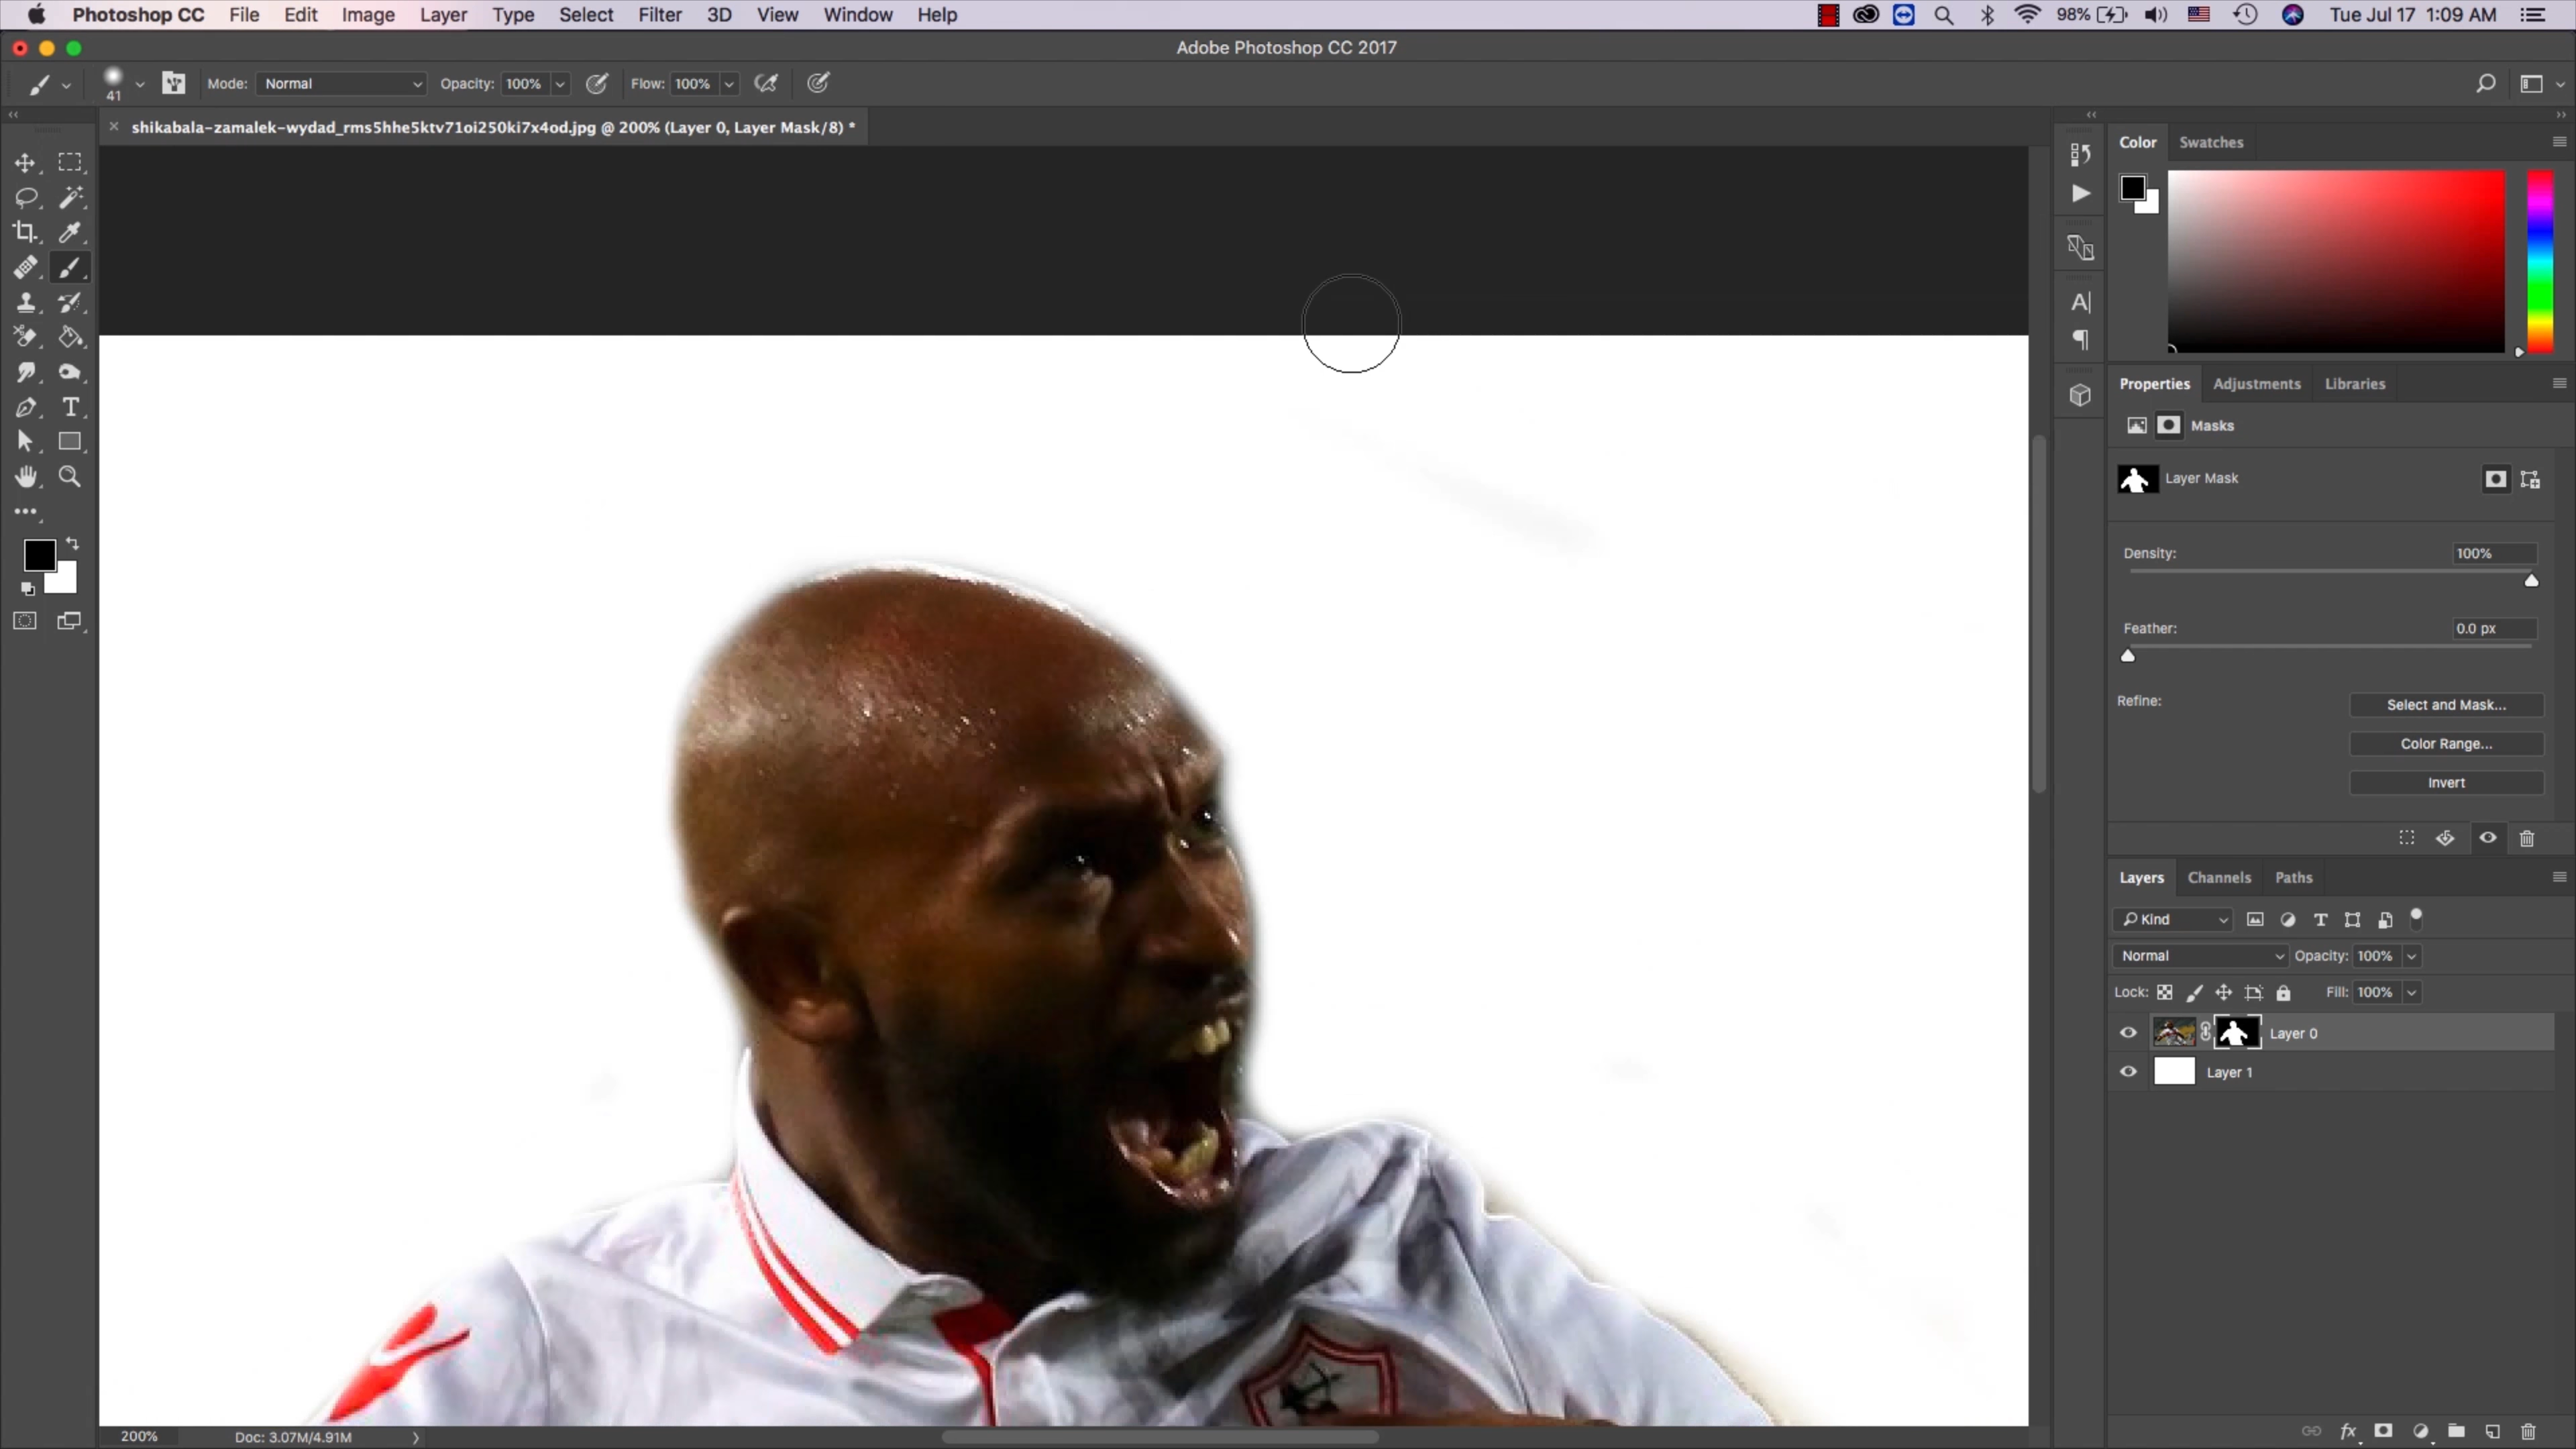 Photoshop CC File Edit Image Layer Type Select Filter 3D View Window Help 98% Tue Jul 17 1:09 AM
Adobe Photoshop CC 2017
41 Mode: Normal Opacity: 100% Flow: 100%
shikabala-zamalek-wydad_rms5hhe5ktv71oi250ki7x4od.jpg @ 200% (Layer 0, Layer Mask/8) *
Color Swatches
Properties Adjustments Libraries
Masks
Layer Mask
Density: 100%
Feather: 0.0 px
Refine: Select and Mask...
Color Range...
Invert
Layers Channels Paths
Kind
Normal Opacity: 100%
Lock: Fill: 100%
Layer 0
Layer 1
200% Doc: 3.07M/4.91M